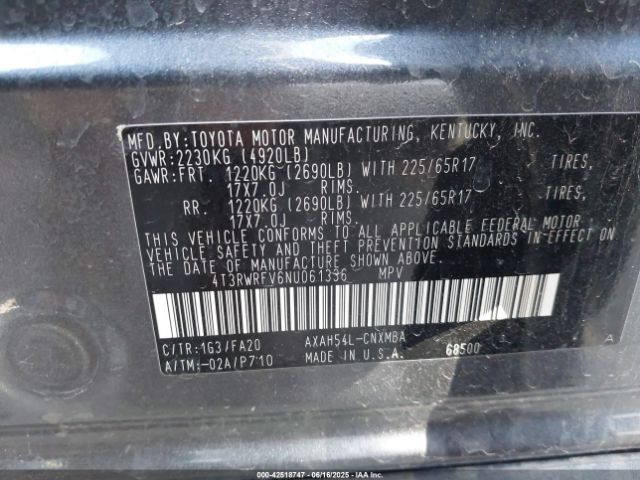 MFD.BY:TOYOTA MOTOR MANUFACTURING, KENTUCKY, INC.
GVWR:2230KG (4920LB)
GAWR:FRT. 1220KG (2690LB) WITH 225/65R17 TIRES,
17X7.0J RIMS,
RR. 1220KG (2690LB) WITH 225/65R17 TIRES,
17X7.0J RIMS,
THIS VEHICLE CONFORMS TO ALL APPLICABLE FEDERAL MOTOR
VEHICLE SAFETY AND THEFT PREVENTION STANDARDS IN EFFECT ON
THE DATE OF MANUFACTURE SHOWN ABOVE.
4T3RWRFV6NU061396 MPV
C/TR:1G3/FA20 AXAH54L-CNXMBA A
A/TM:-02A/P710 MADE IN U.S.A. 68500
000-42518747 - 06/16/2025 - IAA Inc.